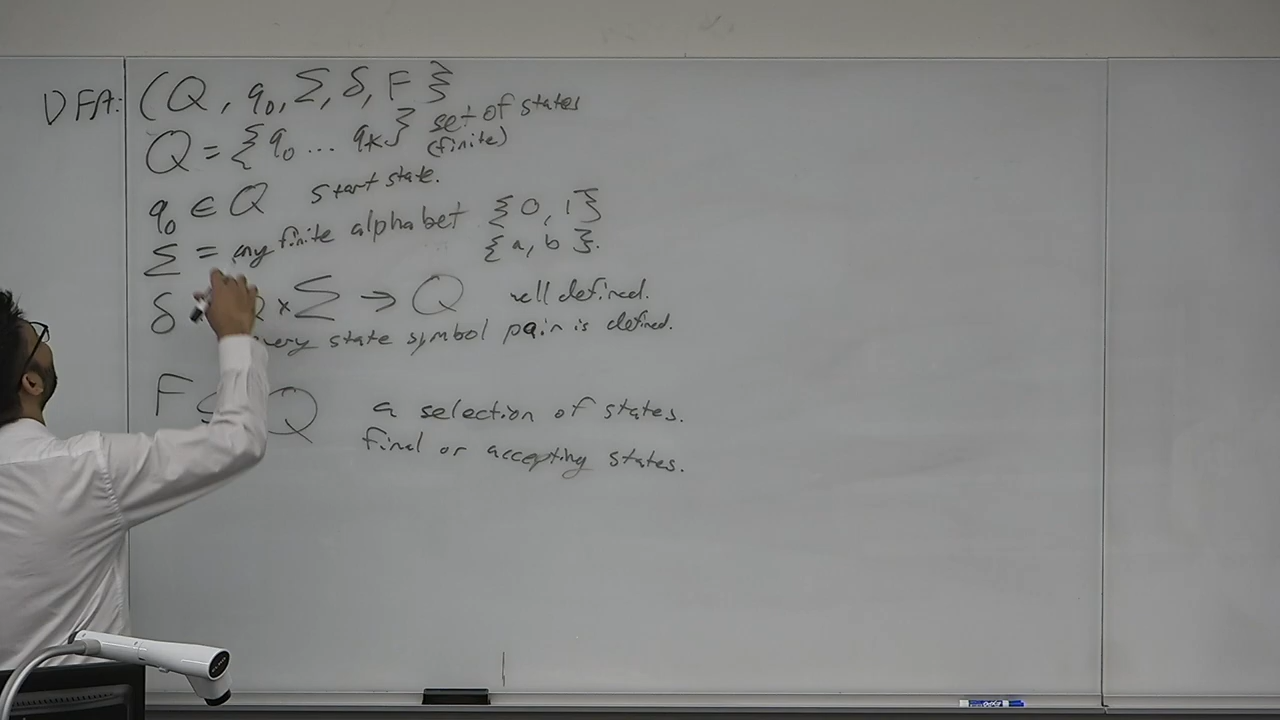 DFA: (Q, q₀, Σ, δ, F }
Q = { q₀ ... qₖ } set of states
(finite)
q₀ ∈ Q start state.
Σ = any finite alphabet { 0, 1 }
{ a, b }.
δ Q × Σ → Q well defined.
every state symbol pair is defined.
F ⊆ Q a selection of states.
final or accepting states.